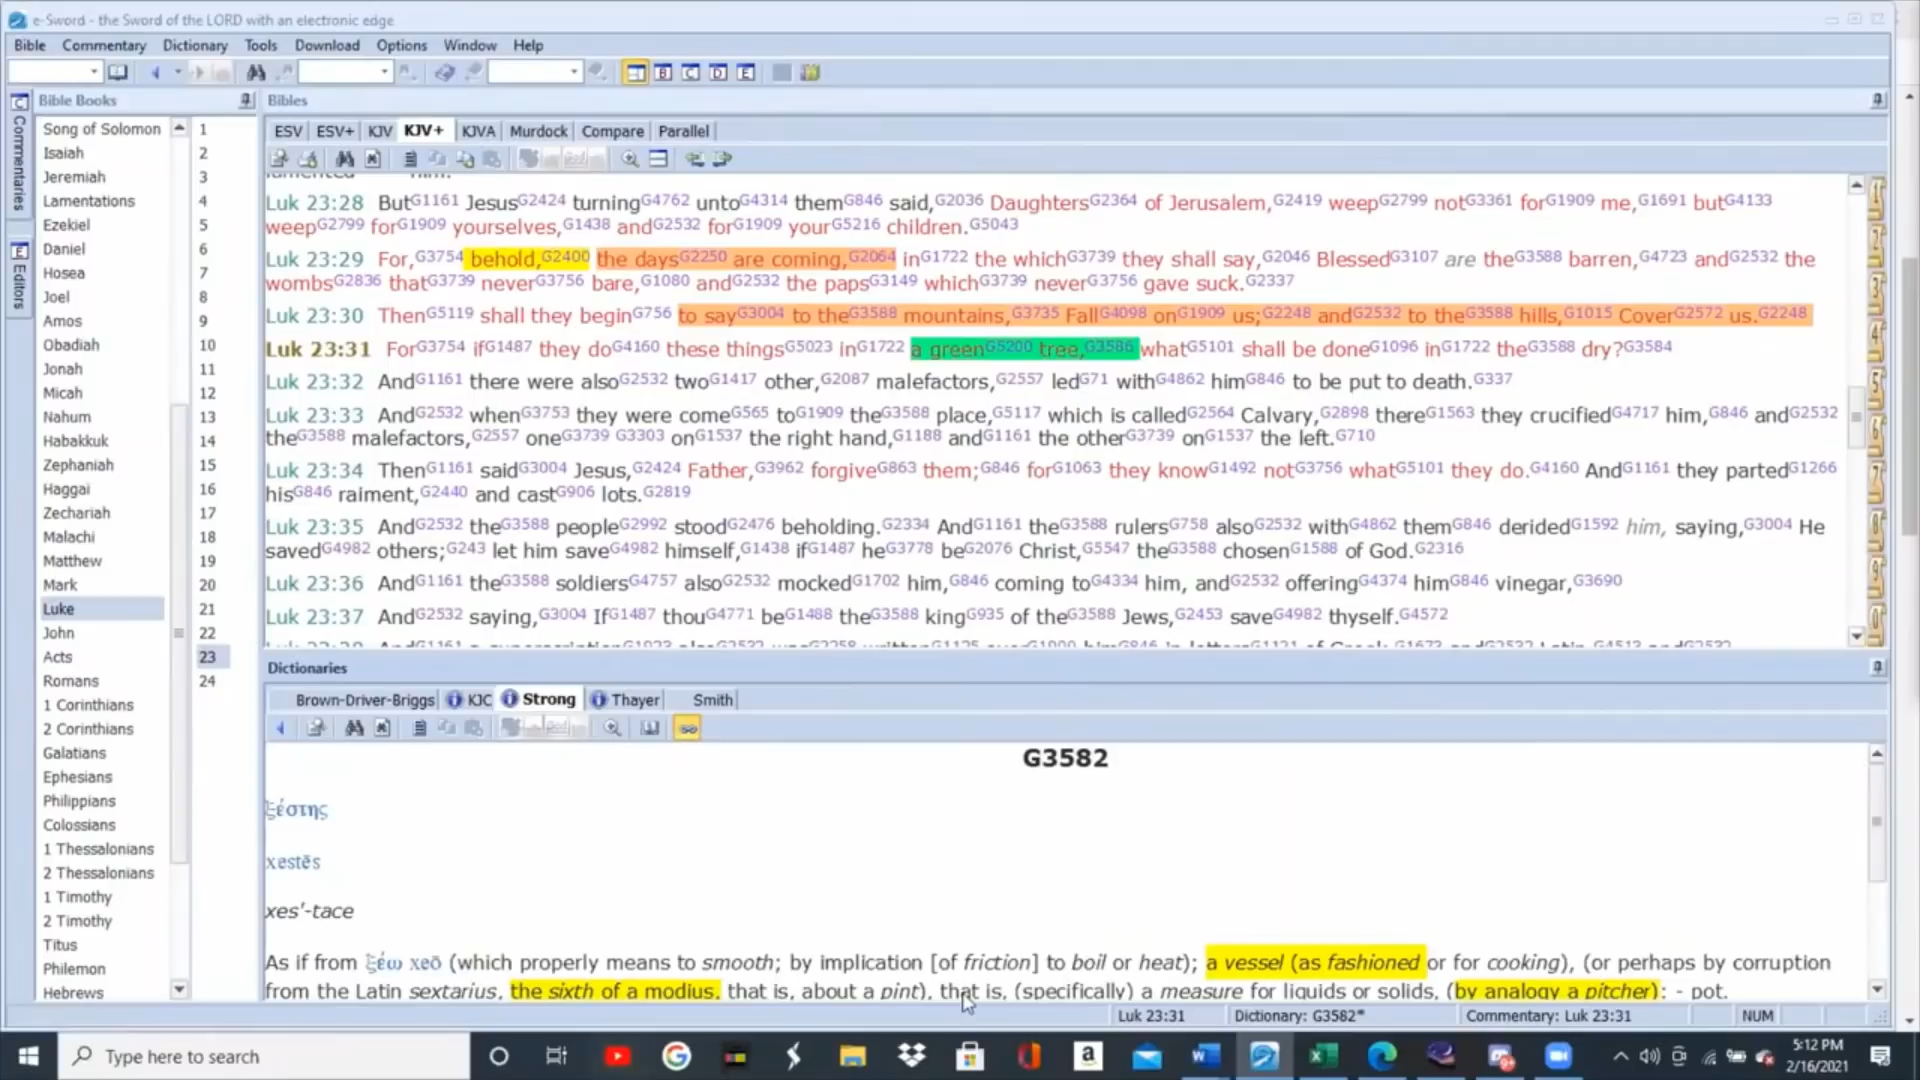 e-Sword - the Sword of the LORD with an electronic edge
Bible Commentary Dictionary Tools Download Options Window Help
B C D E
Commentaries
Editors
Bible Books
Song of Solomon
Isaiah
Jeremiah
Lamentations
Ezekiel
Daniel
Hosea
Joel
Amos
Obadiah
Jonah
Micah
Nahum
Habakkuk
Zephaniah
Haggai
Zechariah
Malachi
Matthew
Mark
Luke
John
Acts
Romans
1 Corinthians
2 Corinthians
Galatians
Ephesians
Philippians
Colossians
1 Thessalonians
2 Thessalonians
1 Timothy
2 Timothy
Titus
Philemon
Hebrews
1
2
3
4
5
6
7
8
9
10
11
12
13
14
15
16
17
18
19
20
21
22
23
24
Bibles
ESV ESV+ KJV KJV+ KJVA Murdock Compare Parallel
Luk 23:28 ButG1161 JesusG2424 turningG4762 untoG4314 themG846 said,G2036 DaughtersG2364 of Jerusalem,G2419 weepG2799 notG3361 forG1909 me,G1691 butG4133
weepG2799 forG1909 yourselves,G1438 andG2532 forG1909 yourG5216 children.G5043
Luk 23:29 For,G3754 behold,G2400 the daysG2250 are coming,G2064 inG1722 the whichG3739 they shall say,G2046 BlessedG3107 are theG3588 barren,G4723 andG2532 the
wombsG2836 thatG3739 neverG3756 bare,G1080 andG2532 the papsG3149 whichG3739 neverG3756 gave suck.G2337
Luk 23:30 ThenG5119 shall they beginG756 to sayG3004 to theG3588 mountains,G3735 FallG4098 onG1909 us;G2248 andG2532 to theG3588 hills,G1015 CoverG2572 us.G2248
Luk 23:31 ForG3754 ifG1487 they doG4160 these thingsG5023 inG1722 a greenG5200 tree,G3586 whatG5101 shall be doneG1096 inG1722 theG3588 dry?G3584
Luk 23:32 AndG1161 there were alsoG2532 twoG1417 other,G2087 malefactors,G2557 ledG71 withG4862 himG846 to be put to death.G337
Luk 23:33 AndG2532 whenG3753 they were comeG565 toG1909 theG3588 place,G5117 which is calledG2564 Calvary,G2898 thereG1563 they crucifiedG4717 him,G846 andG2532
theG3588 malefactors,G2557 oneG3739 G3303 onG1537 the right hand,G1188 andG1161 the otherG3739 onG1537 the left.G710
Luk 23:34 ThenG1161 saidG3004 Jesus,G2424 Father,G3962 forgiveG863 them;G846 forG1063 they knowG1492 notG3756 whatG5101 they do.G4160 AndG1161 they partedG1266
hisG846 raiment,G2440 and castG906 lots.G2819
Luk 23:35 AndG2532 theG3588 peopleG2992 stoodG2476 beholding.G2334 AndG1161 theG3588 rulersG758 alsoG2532 withG4862 themG846 deridedG1592 him, saying,G3004 He
savedG4982 others;G243 let him saveG4982 himself,G1438 ifG1487 heG3778 beG2076 Christ,G5547 theG3588 chosenG1588 of God.G2316
Luk 23:36 AndG1161 theG3588 soldiersG4757 alsoG2532 mockedG1702 him,G846 coming toG4334 him, andG2532 offeringG4374 himG846 vinegar,G3690
Luk 23:37 AndG2532 saying,G3004 IfG1487 thouG4771 beG1488 theG3588 kingG935 of theG3588 Jews,G2453 saveG4982 thyself.G4572
Dictionaries
Brown-Driver-Briggs KJC Strong Thayer Smith
G3582
ξέστης
xestēs
xes'-tace
As if from ξέω xeō (which properly means to smooth; by implication [of friction] to boil or heat); a vessel (as fashioned or for cooking), (or perhaps by corruption
from the Latin sextarius, the sixth of a modius, that is, about a pint), that is, (specifically) a measure for liquids or solids, (by analogy a pitcher): - pot.
Luk 23:31 Dictionary: G3582* Commentary: Luk 23:31 NUM
Type here to search
5:12 PM
2/16/2021